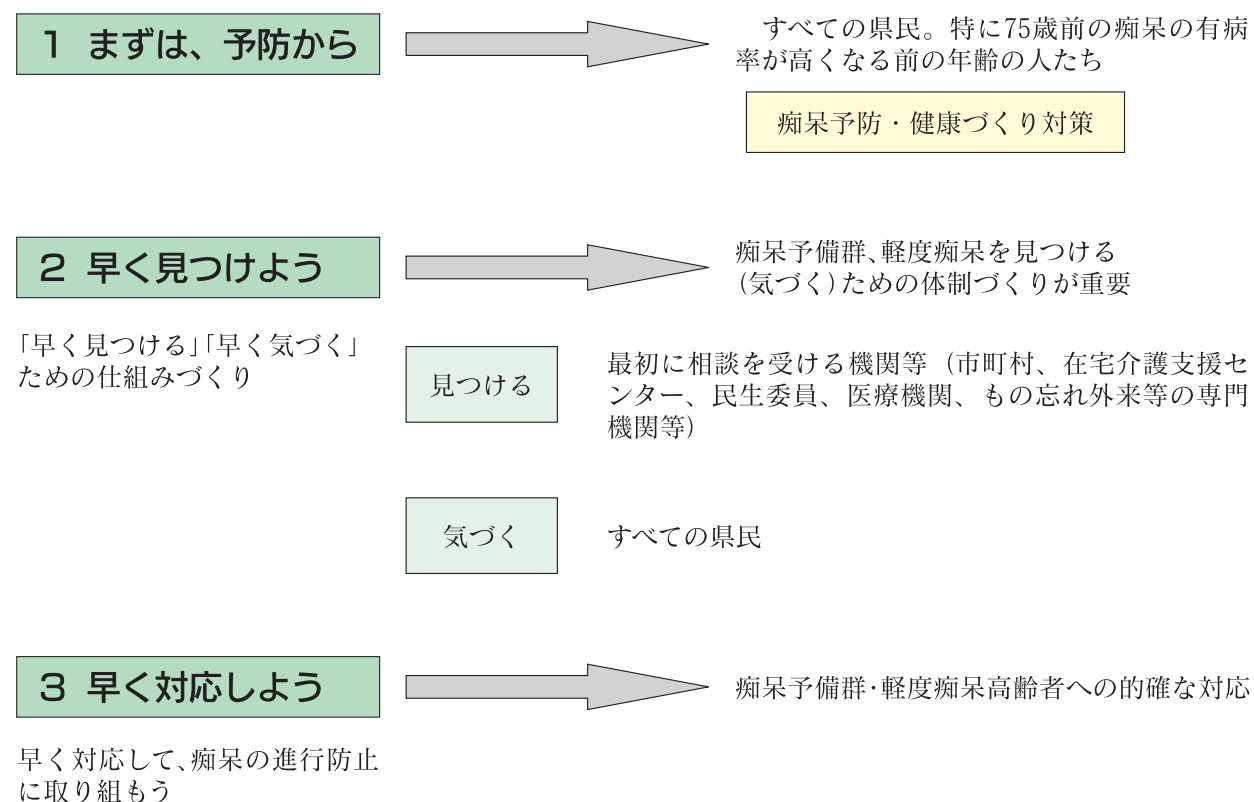 1 まずは、予防から
すべての県民。特に75歳前の痴呆の有病
率が高くなる前の年齢の人たち
痴呆予防・健康づくり対策
2 早く見つけよう
痴呆予備群、軽度痴呆を見つける
(気づく)ための体制づくりが重要
「早く見つける」「早く気づく」
ための仕組みづくり
見つける
最初に相談を受ける機関等（市町村、在宅介護支援セ
ンター、民生委員、医療機関、もの忘れ外来等の専門
機関等）
気づく
すべての県民
3 早く対応しよう
痴呆予備群・軽度痴呆高齢者への的確な対応
早く対応して、痴呆の進行防止
に取り組もう